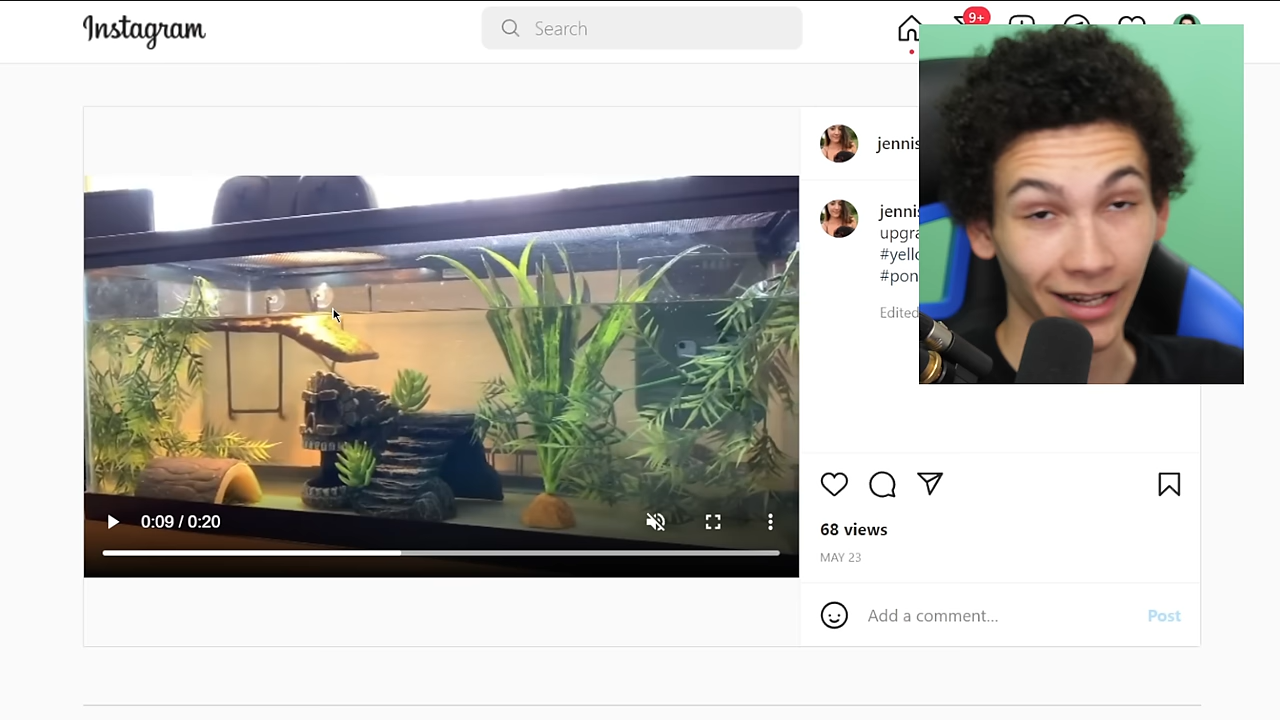 Instagram
Search
9+
jennis
jennis
upgra
#yello
#pon
Edited
0:09 / 0:20
68 views
MAY 23
Add a comment...
Post